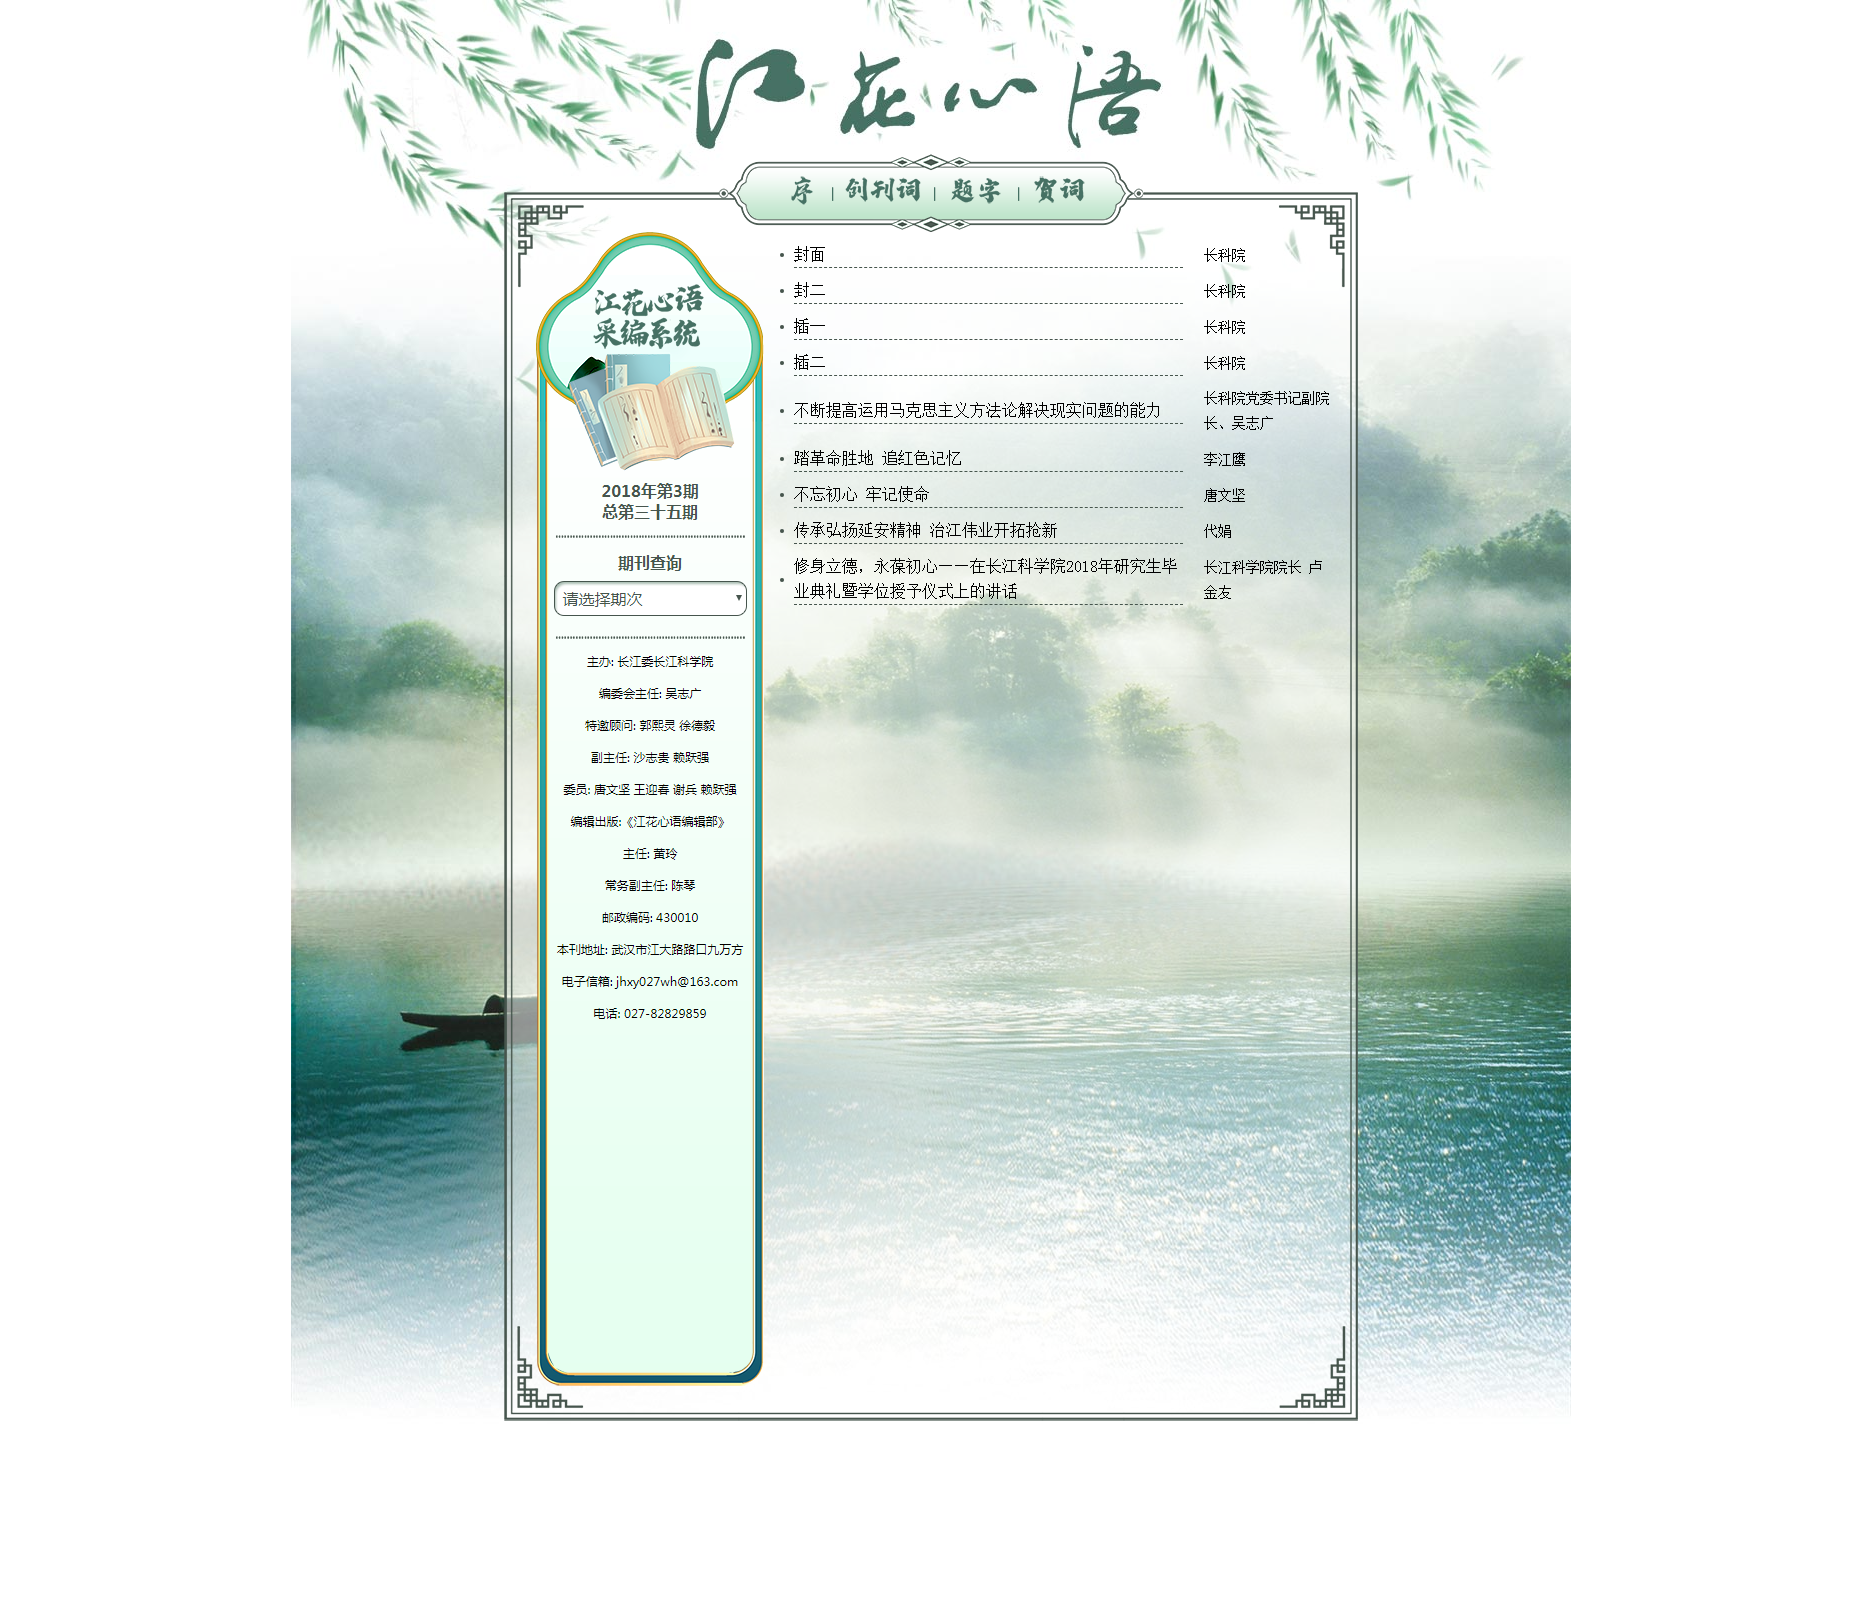 江花心语
序 | 创刊词 | 题字 | 贺词
江花心语
采编系统
2018年第3期
总第三十五期
期刊查询
请选择期次
主办: 长江委长江科学院
编委会主任: 吴志广
特邀顾问: 郭熙灵 徐德毅
副主任: 沙志贵 赖跃强
委员: 唐文坚 王迎春 谢兵 赖跃强
编辑出版:《江花心语编辑部》
主任: 黄玲
常务副主任: 陈琴
邮政编码: 430010
本刊地址: 武汉市江大路路口九万方
电子信箱: jhxy027wh@163.com
电话: 027-82829859
封面 长科院
封二 长科院
插一 长科院
插二 长科院
不断提高运用马克思主义方法论解决现实问题的能力 长科院党委书记副院
长、吴志广
踏革命胜地 追红色记忆 李江鹰
不忘初心 牢记使命 唐文坚
传承弘扬延安精神 治江伟业开拓抢新 代娟
修身立德，永葆初心——在长江科学院2018年研究生毕 长江科学院院长 卢
业典礼暨学位授予仪式上的讲话 金友